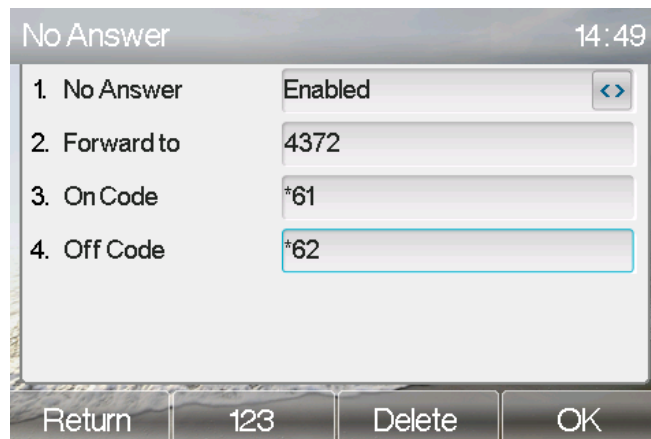 No Answer 14:49
1. No Answer Enabled <>
2. Forward to 4372
3. On Code *61
4. Off Code *62
Return 123 Delete OK